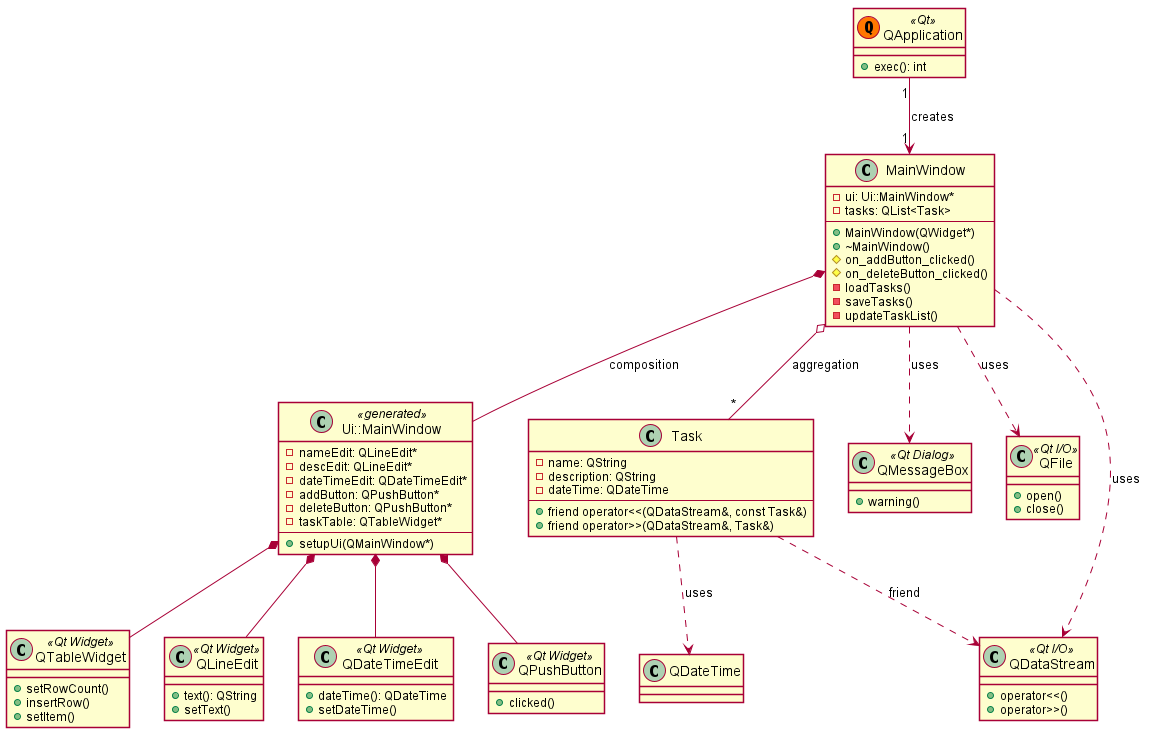 «Qt»
Q
QApplication
exec(): int
1
creates
1
C
MainWindow
ui: Ui::MainWindow*
tasks: QList<Task>
MainWindow(QWidget*)
~MainWindow()
on_addButton_clicked()
on_deleteButton_clicked()
loadTasks()
saveTasks()
updateTaskList()
composition
aggregation
uses
uses
uses
*
C
«generated»
Ui::MainWindow
nameEdit: QLineEdit*
descEdit: QLineEdit*
dateTimeEdit: QDateTimeEdit*
addButton: QPushButton*
deleteButton: QPushButton*
taskTable: QTableWidget*
setupUi(QMainWindow*)
C
Task
name: QString
description: QString
dateTime: QDateTime
friend operator<<(QDataStream&, const Task&)
friend operator>>(QDataStream&, Task&)
C
«Qt Dialog»
QMessageBox
warning()
C
«Qt I/O»
QFile
open()
close()
uses
friend
C
«Qt Widget»
QTableWidget
setRowCount()
insertRow()
setItem()
C
«Qt Widget»
QLineEdit
text(): QString
setText()
C
«Qt Widget»
QDateTimeEdit
dateTime(): QDateTime
setDateTime()
C
«Qt Widget»
QPushButton
clicked()
C
QDateTime
C
«Qt I/O»
QDataStream
operator<<()
operator>>()